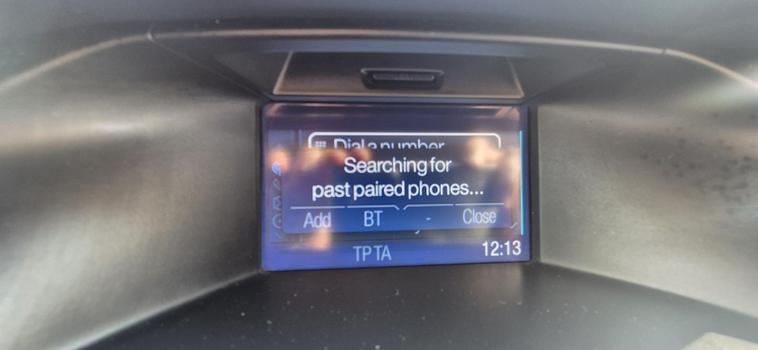 Dial a number
Searching for
past paired phones...
Add BT - Close
TP TA 12:13